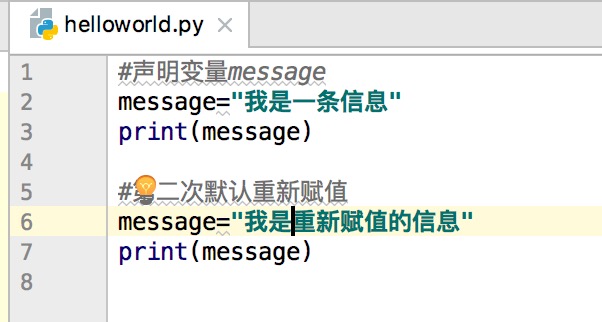 helloworld.py
1 #声明变量message
2 message="我是一条信息"
3 print(message)
4
5 #第二次默认重新赋值
6 message="我是重新赋值的信息"
7 print(message)
8